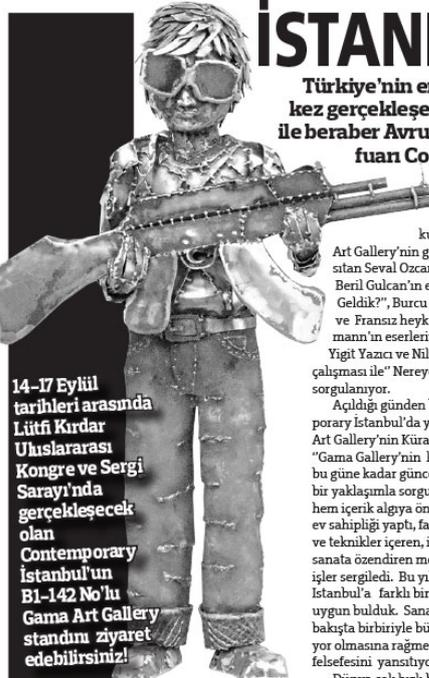 İSTAN
Türkiye'nin
kez gerçekleşe
ile beraber Avru
fuarı Co
Art Gallery'nin g
sıtan Seval Ozcan
Beril Gulcan'ın e
Geldik?", Burcu
ve Fransız heyk
mann'ın eserleri
Yigit Yazıcı ve Nil
çalışması ile" Nereye
sorgulanıyor.
Açıldığı günden
porary İstanbul'da y
Art Gallery'nin Küra
"Gama Gallery'nin
bu güne kadar günce
bir yaklaşımla sorgu
hem içerik algıya ön
ev sahipliği yaptı, fa
ve teknikler içeren, i
sanata özendiren me
işler sergiledi. Bu yı
Istanbul'a farklı bir
uygun bulduk. Sana
bakışta birbiriyle bü
yor olmasına rağme
felsefesini yansıtıyo
14-17 Eylül
tarihleri arasında
Lütfi Kırdar
Uluslararası
Kongre ve Sergi
Sarayı'nda
gerçekleşecek
olan
Contemporary
İstanbul'un
B1-142 No'lu
Gama Art Gallery
standını ziyaret
edebilirsiniz!